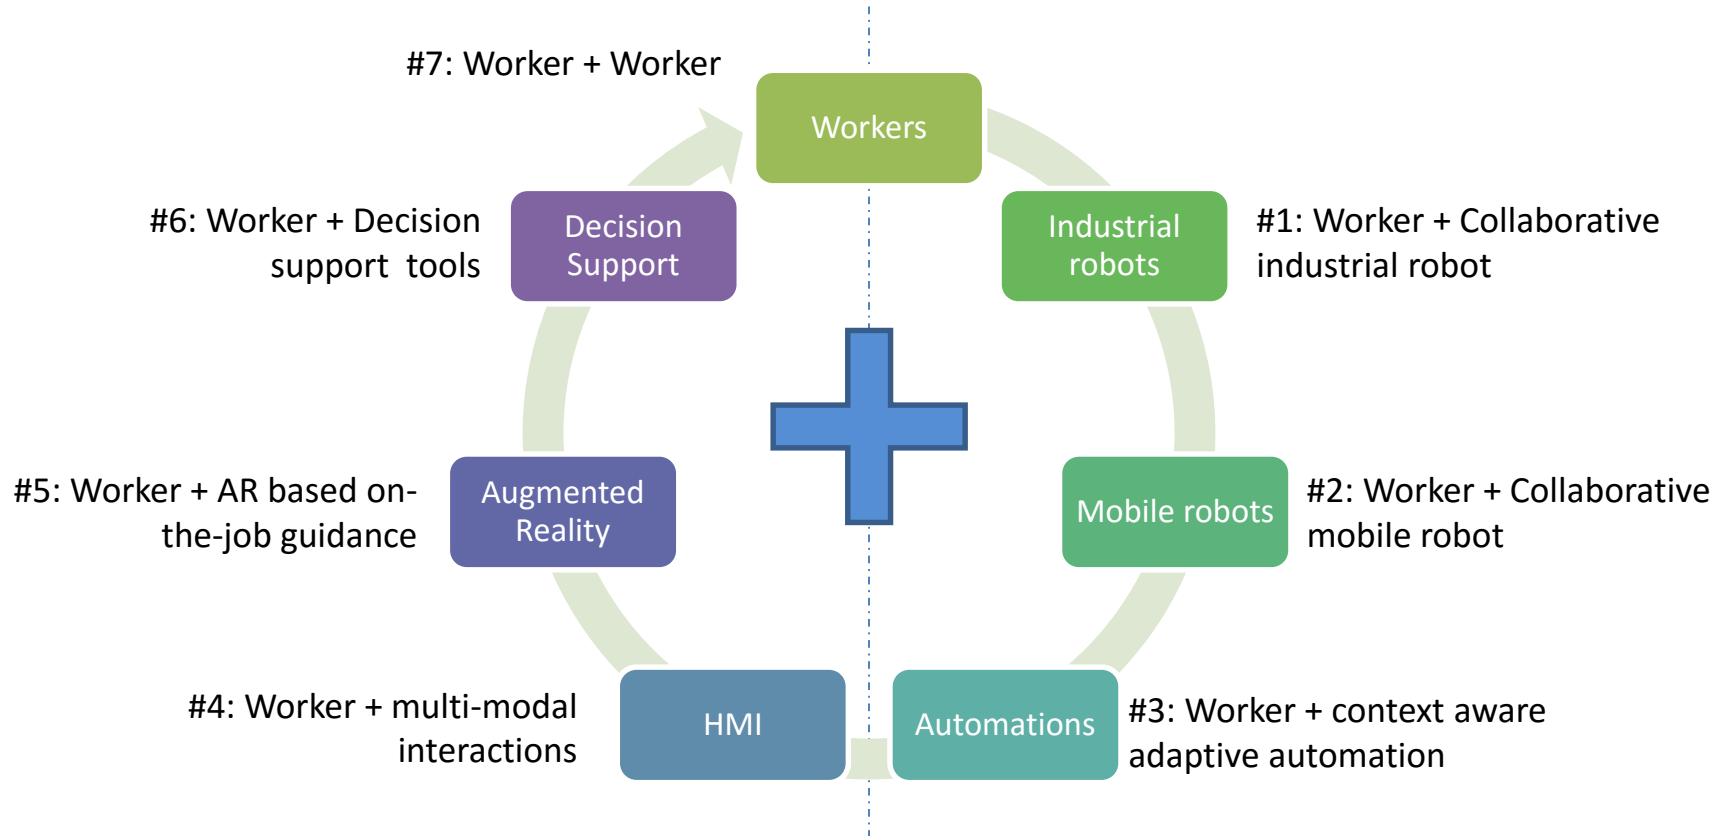 #7: Worker + Worker
Workers
#6: Worker + Decision
support tools
Decision
Support
Industrial
robots
#1: Worker + Collaborative
industrial robot
#5: Worker + AR based on-
the-job guidance
Augmented
Reality
Mobile robots
#2: Worker + Collaborative
mobile robot
#4: Worker + multi-modal
interactions
HMI
Automations
#3: Worker + context aware
adaptive automation